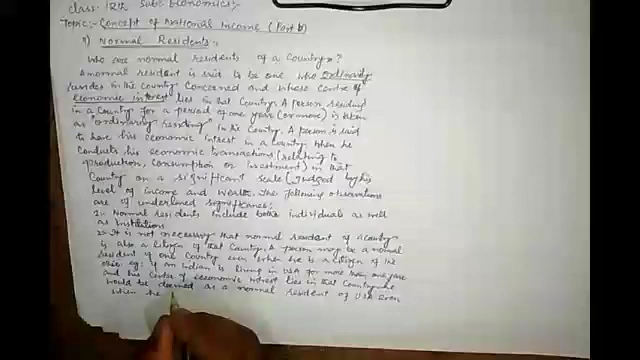 Class:- 12th Sub:- Economics:-
Topic:- Concept of National Income (Part 6)
9) Normal Residents:-
Who are normal residents of a Country?
A normal resident is said to be one who ordinarily
resides in the country Concerned and whose centre of
economic interest lies in that Country. A person residing
in a Country for a period of one year (or more) is taken
as "ordinarily residing" in the Country. A person is said
to have his economic interest in a country when he
conducts his economic transactions (relating to
production, consumption or investment) in that
Country on a significant scale (Judged by his
level of income and wealth. The following observations
are of underlined significance:
1:- Normal residents include both individuals as well
as institutions
2:- It is not necessary that normal resident of a country
is also a citizen of that Country. A person may be a normal
resident of one Country even when he is a citizen of the
other. eg: if an Indian is living in USA for more than one year
and his centre of economic interest lies in that Country he
would be deemed as a normal resident of USA even
when he